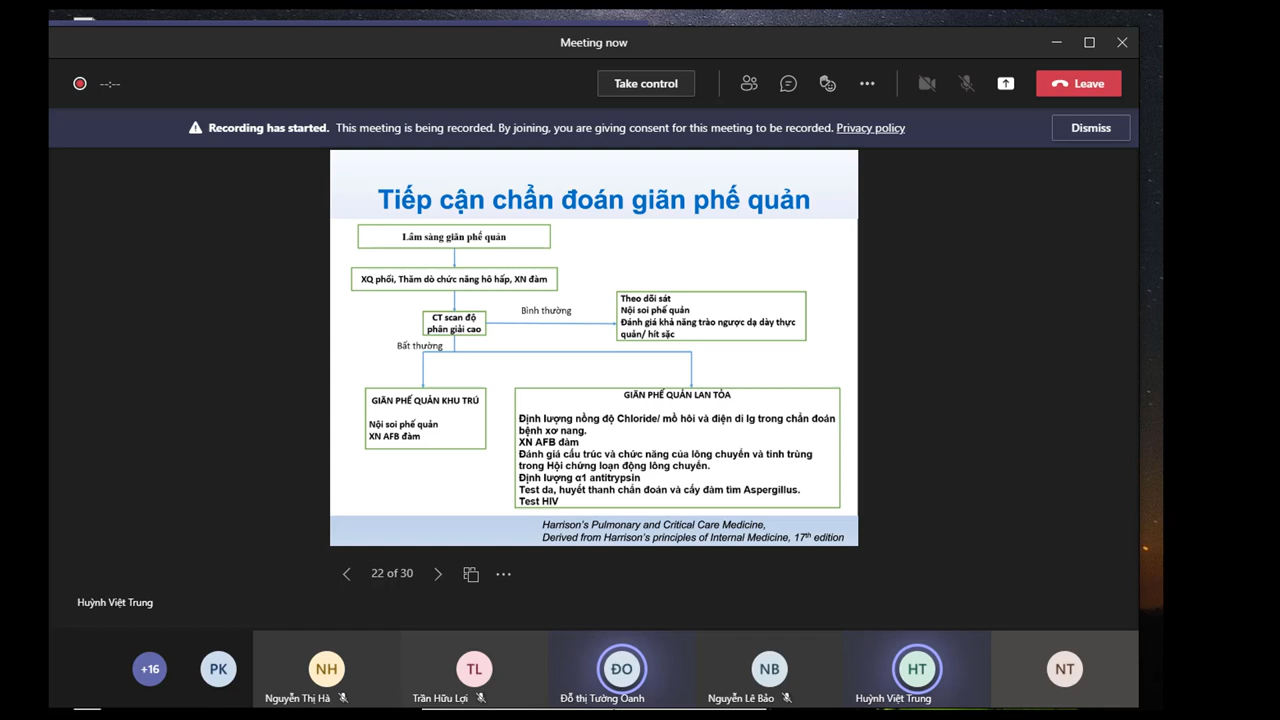 Meeting now
--:--
Take control
Leave
Recording has started. This meeting is being recorded. By joining, you are giving consent for this meeting to be recorded. Privacy policy
Dismiss
Tiếp cận chẩn đoán giãn phế quản
Lâm sàng giãn phế quản
XQ phổi, Thăm dò chức năng hô hấp, XN đàm
CT scan độ
phân giải cao
Bình thường
Theo dõi sát
Nội soi phế quản
Đánh giá khả năng trào ngược dạ dày thực
quản/ hít sặc
Bất thường
GIÃN PHẾ QUẢN KHU TRÚ
Nội soi phế quản
XN AFB đàm
GIÃN PHẾ QUẢN LAN TỎA
Định lượng nồng độ Chloride/ mồ hôi và điện di Ig trong chẩn đoán
bệnh xơ nang.
XN AFB đàm
Đánh giá cấu trúc và chức năng của lông chuyển và tinh trùng
trong Hội chứng loạn động lông chuyển.
Định lượng α1 antitrypsin
Test da, huyết thanh chẩn đoán và cấy đàm tìm Aspergillus.
Test HIV
Harrison's Pulmonary and Critical Care Medicine,
Derived from Harrison's principles of Internal Medicine, 17th edition
22 of 30
Huỳnh Việt Trung
+16
PK
NH
TL
ĐO
NB
HT
NT
Nguyễn Thị Hà
Trần Hữu Lợi
Đỗ thị Tường Oanh
Nguyễn Lê Bảo
Huỳnh Việt Trung